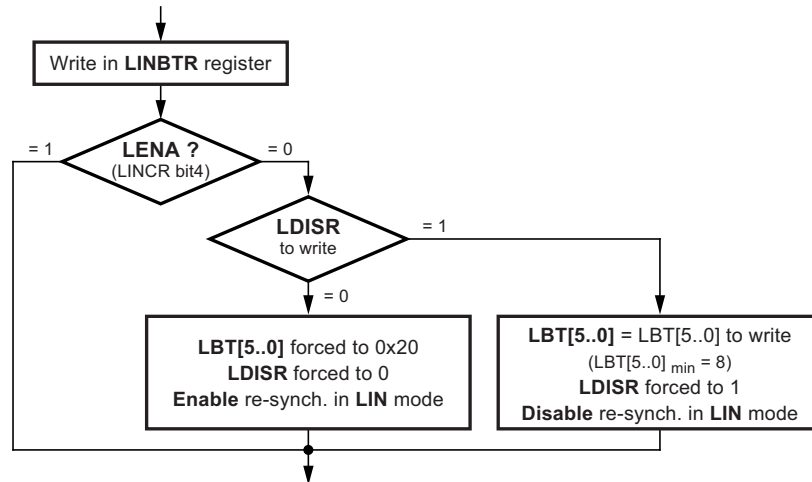 Write in LINBTR register
= 1
LENA ?
(LINCR bit4)
= 0
LDISR
to write
= 1
= 0
LBT[5..0] forced to 0x20
LDISR forced to 0
Enable re-synch. in LIN mode
LBT[5..0] = LBT[5..0] to write
(LBT[5..0] min = 8)
LDISR forced to 1
Disable re-synch. in LIN mode